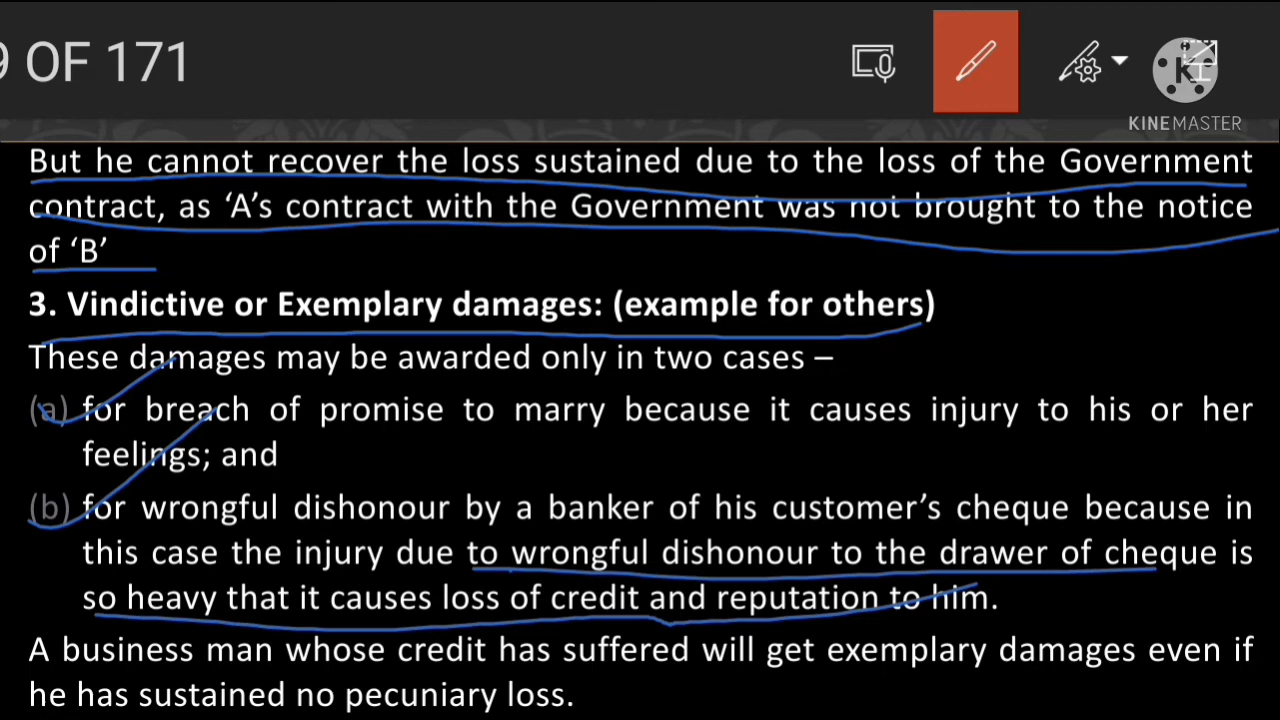 9 OF 171
KINEMASTER
But he cannot recover the loss sustained due to the loss of the Government
contract, as ‘A’s contract with the Government was not brought to the notice
of ‘B’
3. Vindictive or Exemplary damages: (example for others)
These damages may be awarded only in two cases –
(a) for breach of promise to marry because it causes injury to his or her
feelings; and
(b) for wrongful dishonour by a banker of his customer’s cheque because in
this case the injury due to wrongful dishonour to the drawer of cheque is
so heavy that it causes loss of credit and reputation to him.
A business man whose credit has suffered will get exemplary damages even if
he has sustained no pecuniary loss.